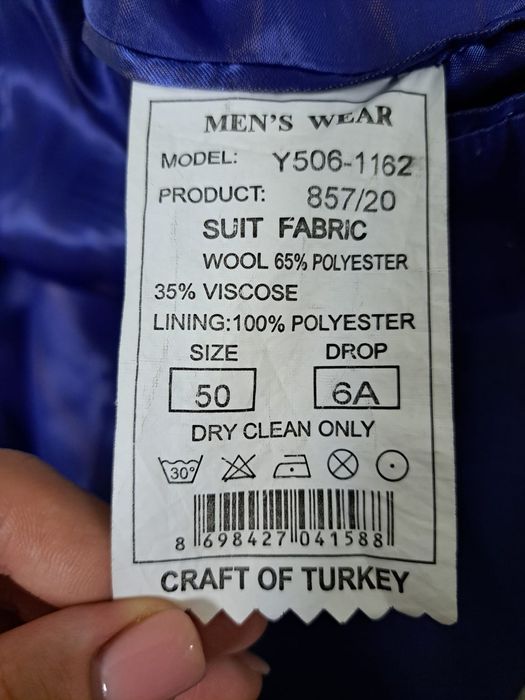 MEN'S WEAR
MODEL: Y506-1162
PRODUCT: 857/20
SUIT FABRIC
WOOL 65% POLYESTER
35% VISCOSE
LINING:100% POLYESTER
SIZE DROP
50 6A
DRY CLEAN ONLY
30°
8 698427 041588
CRAFT OF TURKEY